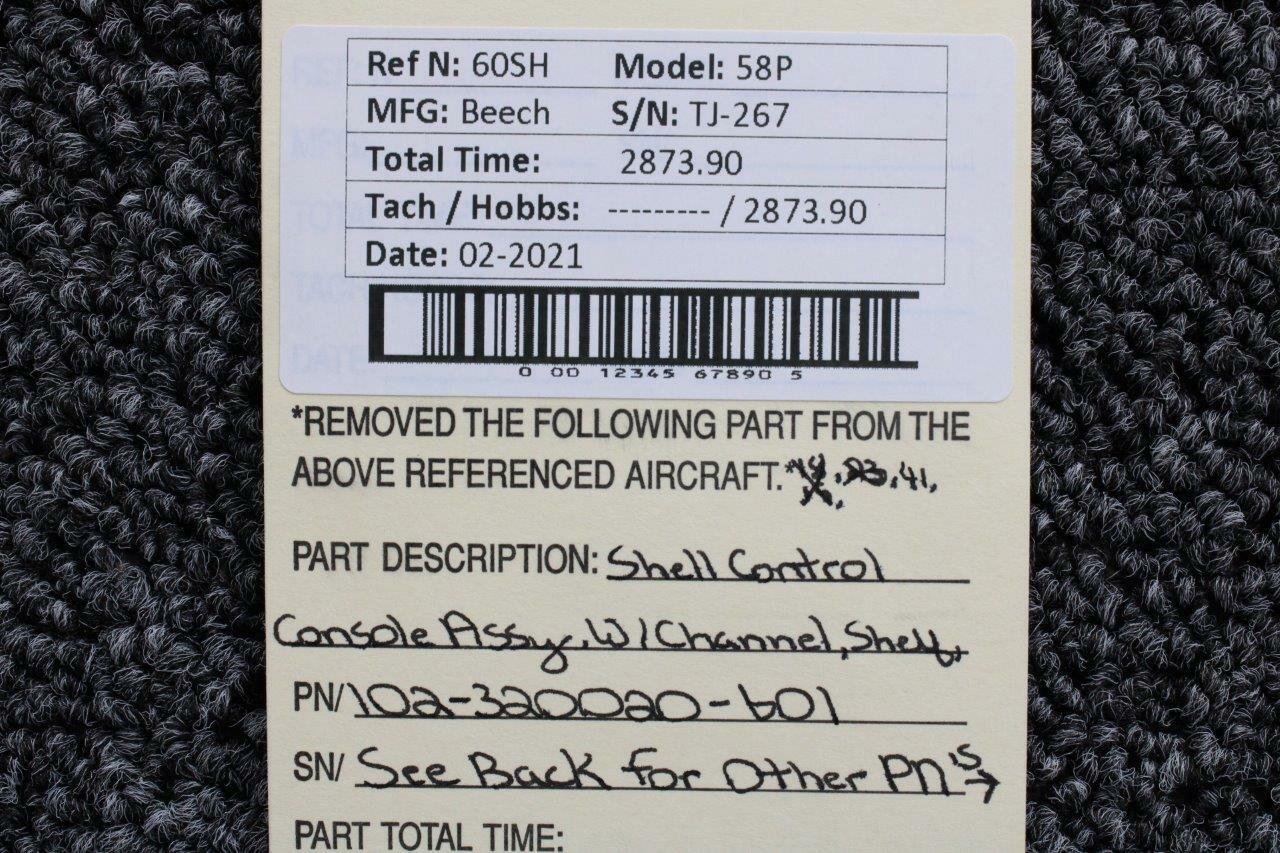 Ref N: 60SH Model: 58P
MFG: Beech S/N: TJ-267
Total Time: 2873.90
Tach / Hobbs: --------- / 2873.90
Date: 02-2021
0 00 12345 67890 5
*REMOVED THE FOLLOWING PART FROM THE
ABOVE REFERENCED AIRCRAFT. 41,
PART DESCRIPTION: Shell Control
Console Assy. W/Channel, Shelf,
PN/ 102-320020-601
SN/ See Back for Other PN'S →
PART TOTAL TIME: